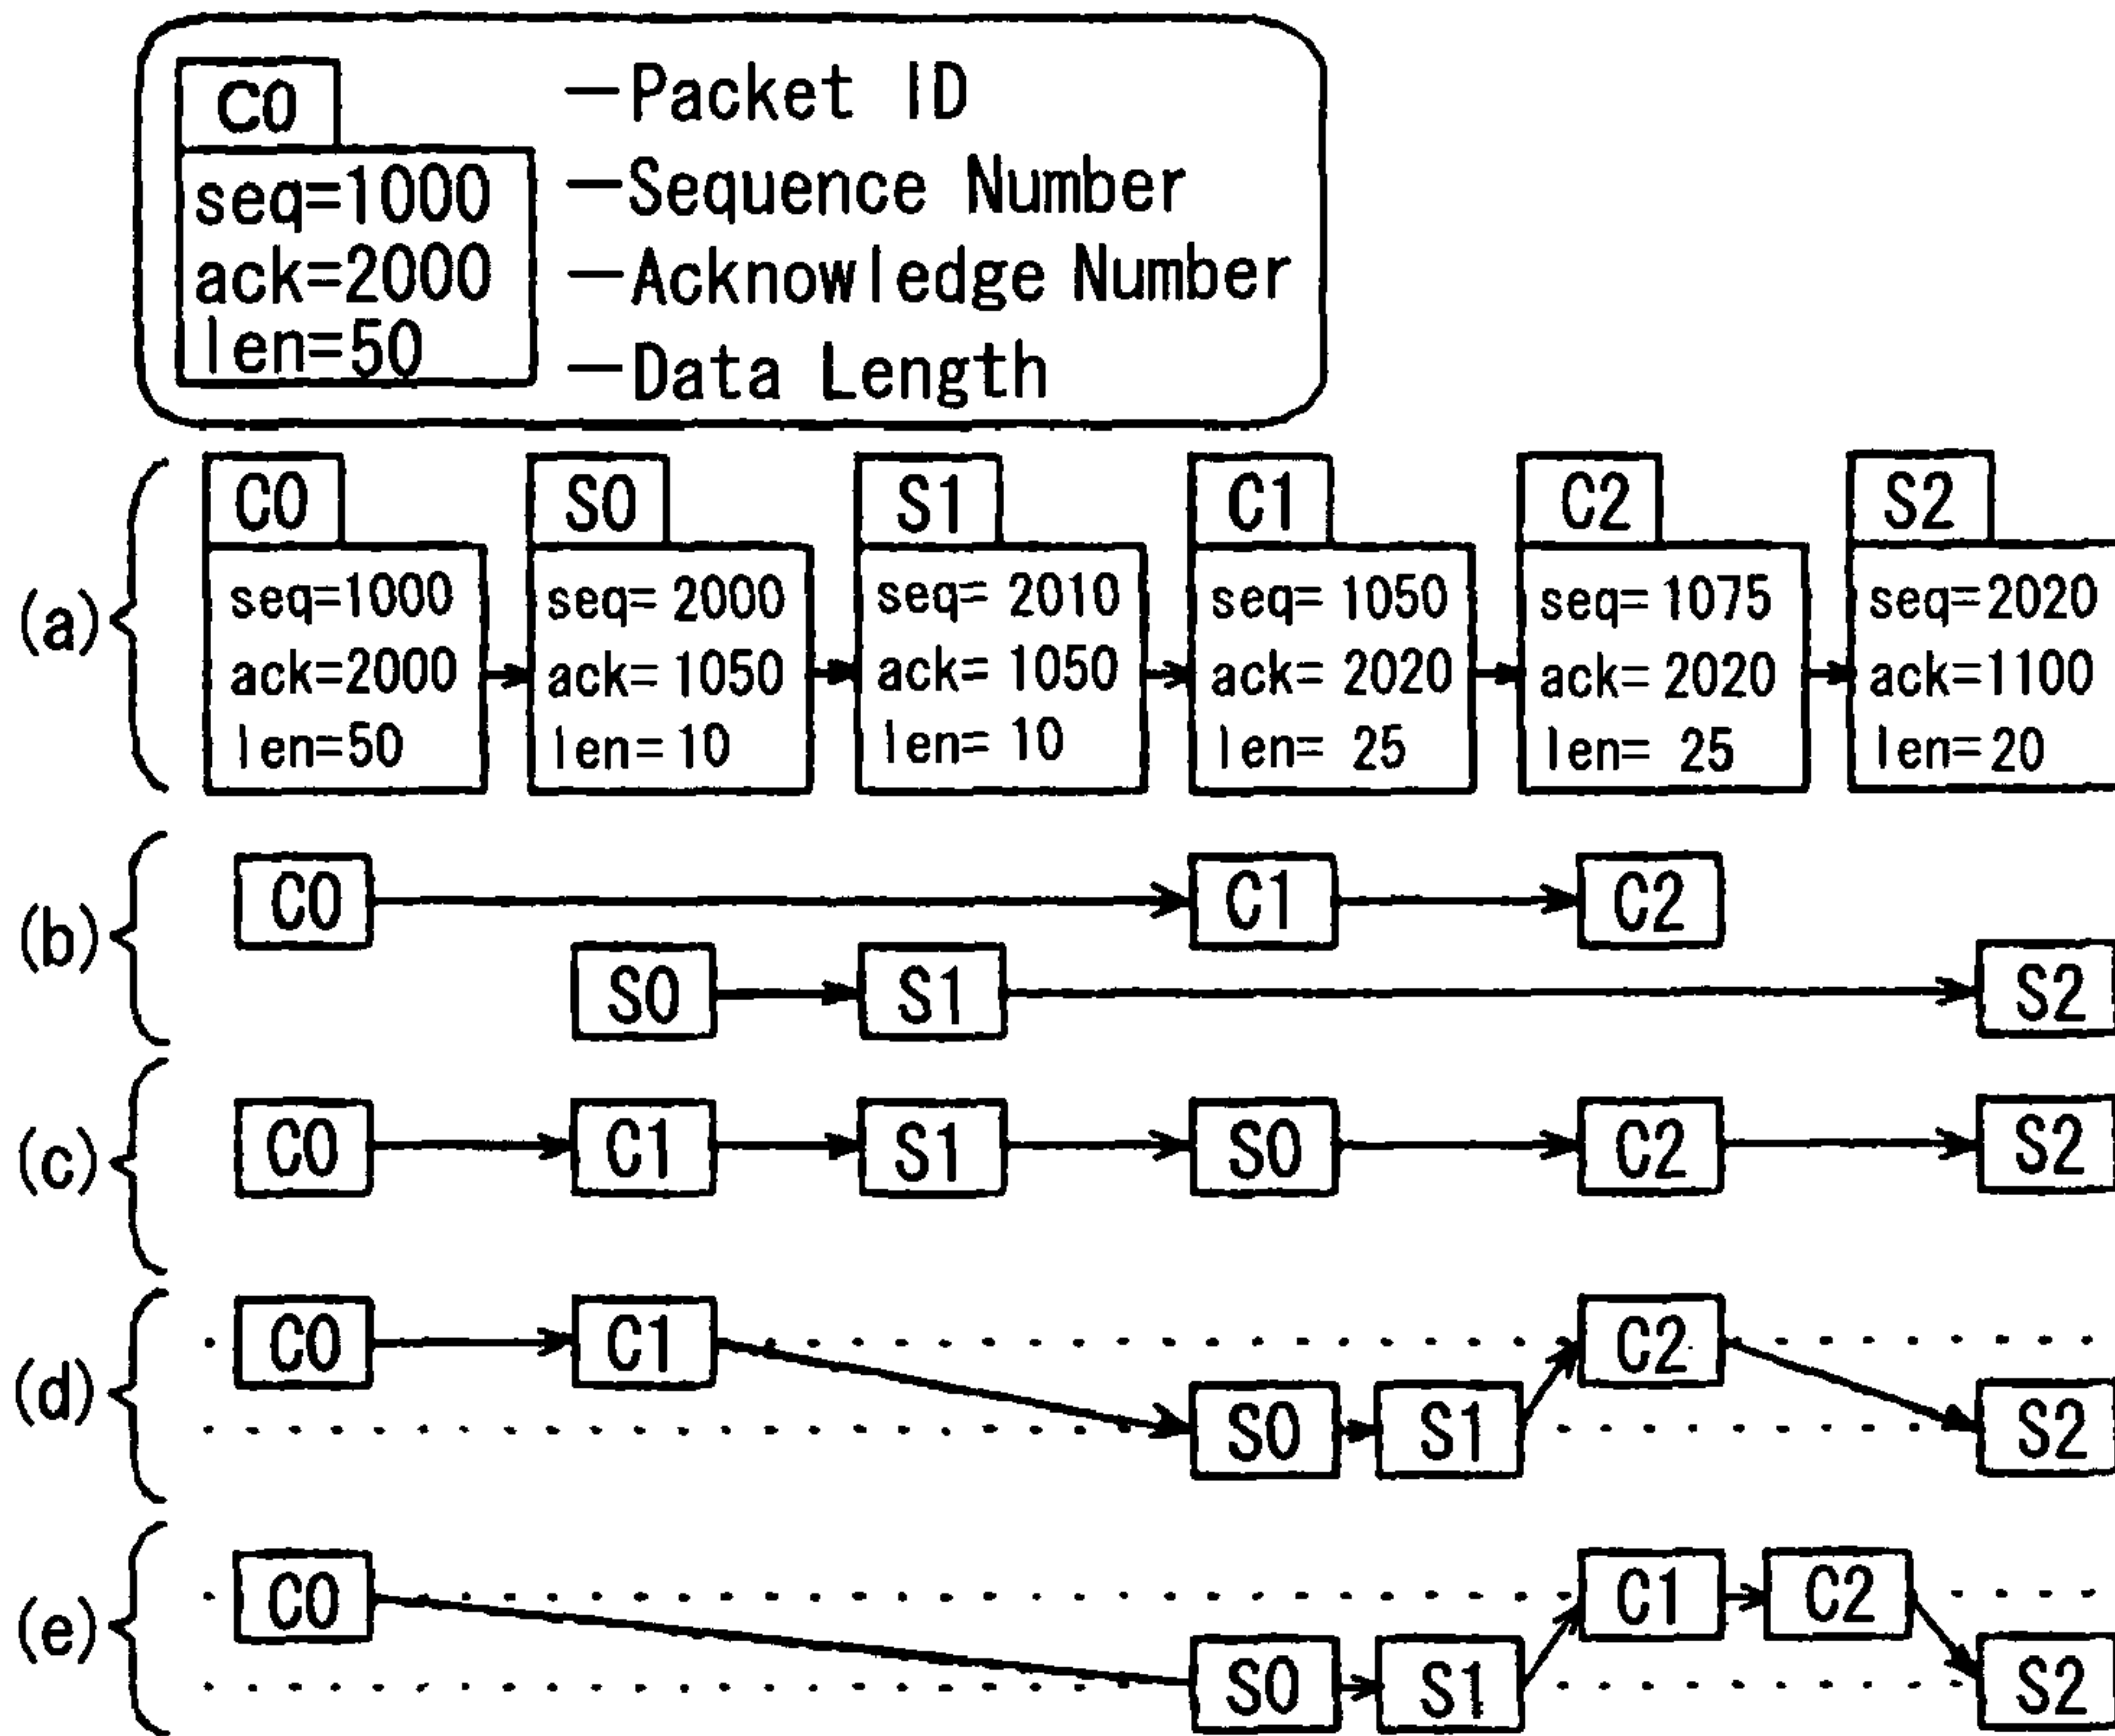 C0 —Packet ID
seq=1000 —Sequence Number
ack=2000 —Acknowledge Number
len=50 —Data Length
(a)
C0 S0 S1 C1 C2 S2
seq=1000 seq= 2000 seq= 2010 seq= 1050 seq= 1075 seq=2020
ack=2000 ack= 1050 ack= 1050 ack= 2020 ack= 2020 ack=1100
len=50 len= 10 len= 10 len= 25 len= 25 len=20
(b)
C0 C1 C2
S0 S1 S2
(c)
C0 C1 S1 S0 C2 S2
(d)
C0 C1 C2
S0 S1 S2
(e)
C0 C1 C2
S0 S1 S2